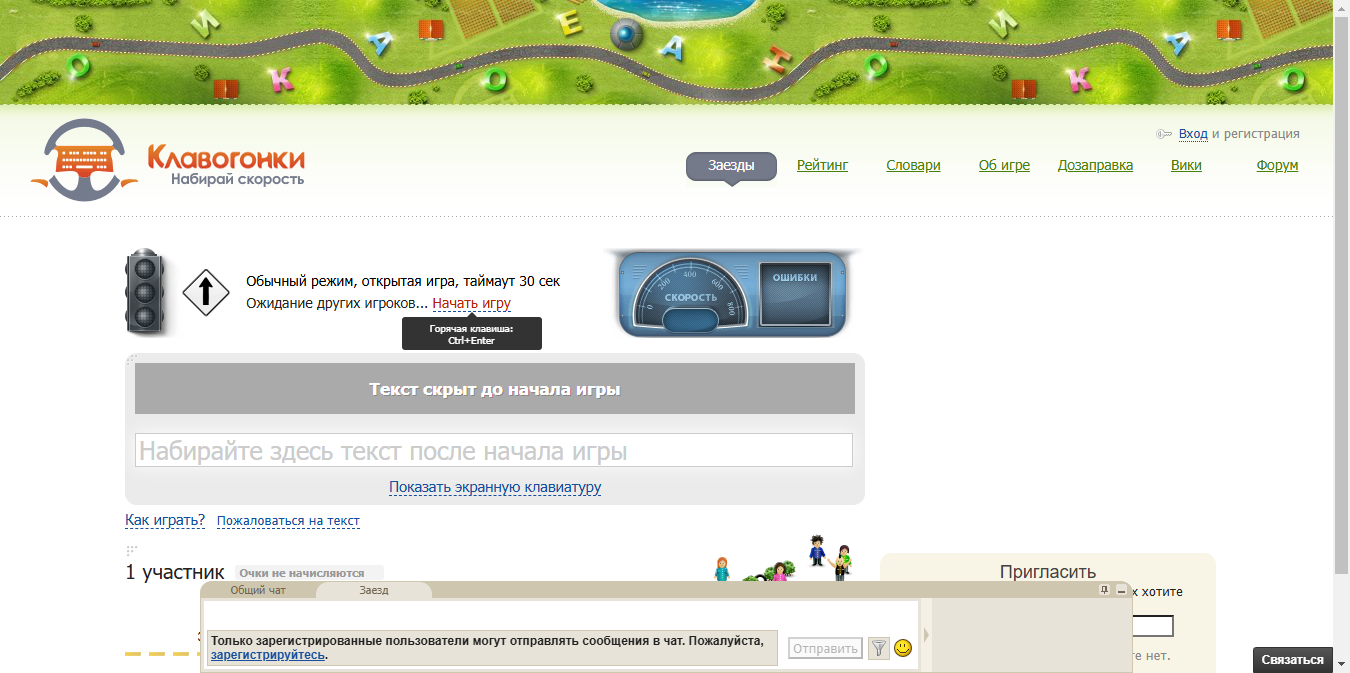 Вход и регистрация
Клавогонки
Набирай скорость
Заезды Рейтинг Словари Об игре Дозаправка Вики Форум
Обычный режим, открытая игра, таймаут 30 сек
Ожидание других игроков... Начать игру
Горячая клавиша:
Ctrl+Enter
0 200 400 600 800
СКОРОСТЬ
ОШИБКИ
Текст скрыт до начала игры
Набирайте здесь текст после начала игры
Показать экранную клавиатуру
Как играть? Пожаловаться на текст
1 участник Очки не начисляются
Пригласить
х хотите
Общий чат Заезд
Только зарегистрированные пользователи могут отправлять сообщения в чат. Пожалуйста,
зарегистрируйтесь.
Отправить
нет.
Связаться